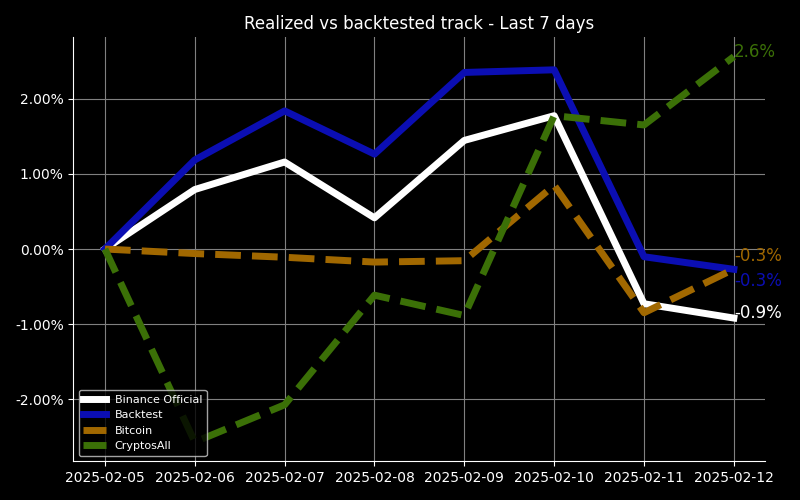 Realized vs backtested track - Last 7 days
2.6%
2.00%
1.00%
0.00%
-0.3%
-0.3%
-0.9%
-1.00%
-2.00%
Binance Official
Backtest
Bitcoin
CryptosAll
2025-02-05 2025-02-06 2025-02-07 2025-02-08 2025-02-09 2025-02-10 2025-02-11 2025-02-12